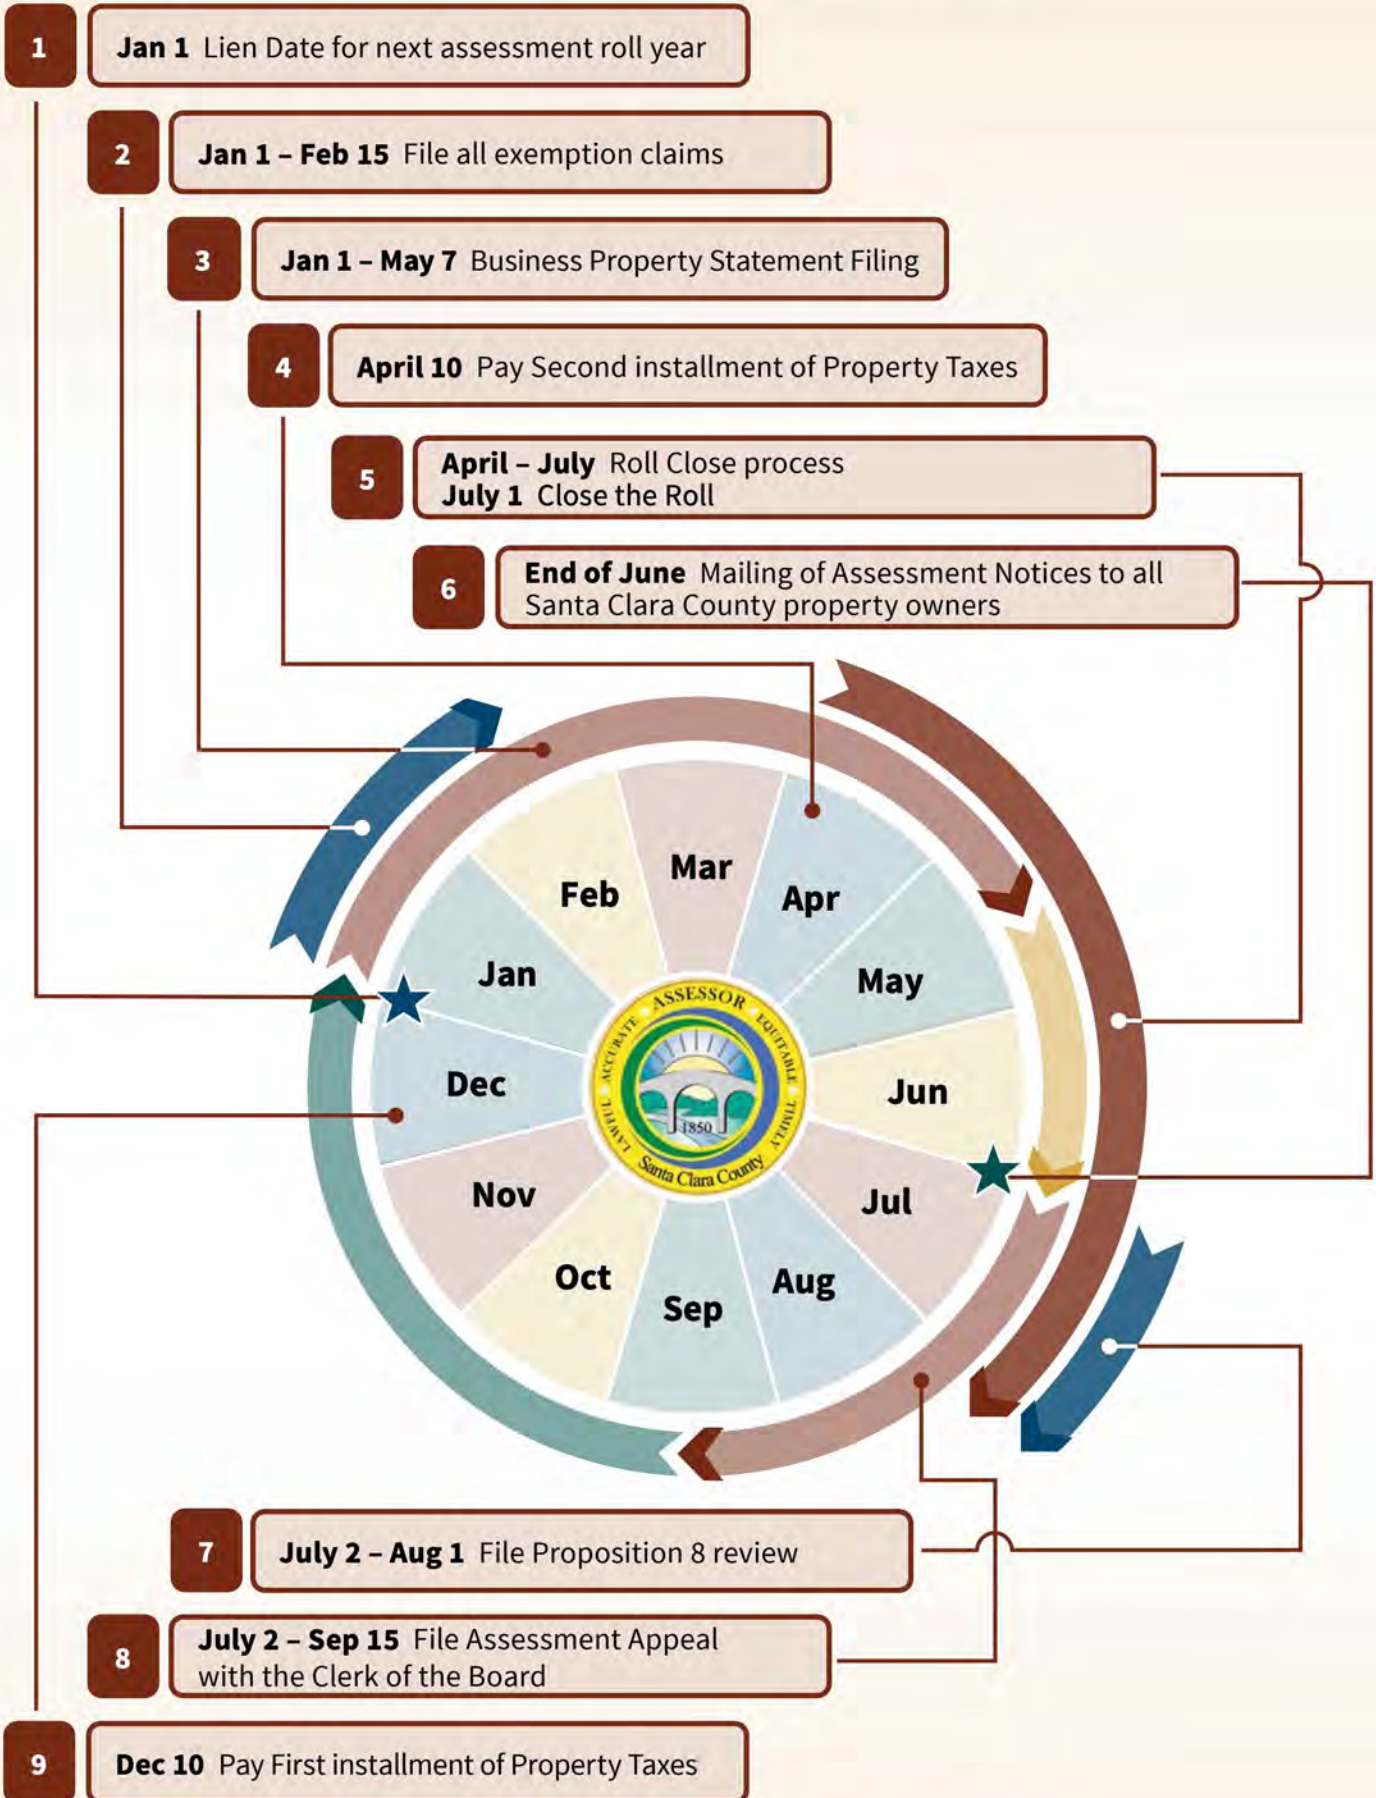 1
Jan 1 Lien Date for next assessment roll year
2
Jan 1 – Feb 15 File all exemption claims
3
Jan 1 – May 7 Business Property Statement Filing
4
April 10 Pay Second installment of Property Taxes
5
April – July Roll Close process
July 1 Close the Roll
6
End of June Mailing of Assessment Notices to all
Santa Clara County property owners
Jan
Feb
Mar
Apr
May
Jun
Jul
Aug
Sep
Oct
Nov
Dec
ASSESSOR
EQUITABLE
TIMELY
Santa Clara County
LAWFUL
ACCURATE
1850
7
July 2 – Aug 1 File Proposition 8 review
8
July 2 – Sep 15 File Assessment Appeal
with the Clerk of the Board
9
Dec 10 Pay First installment of Property Taxes